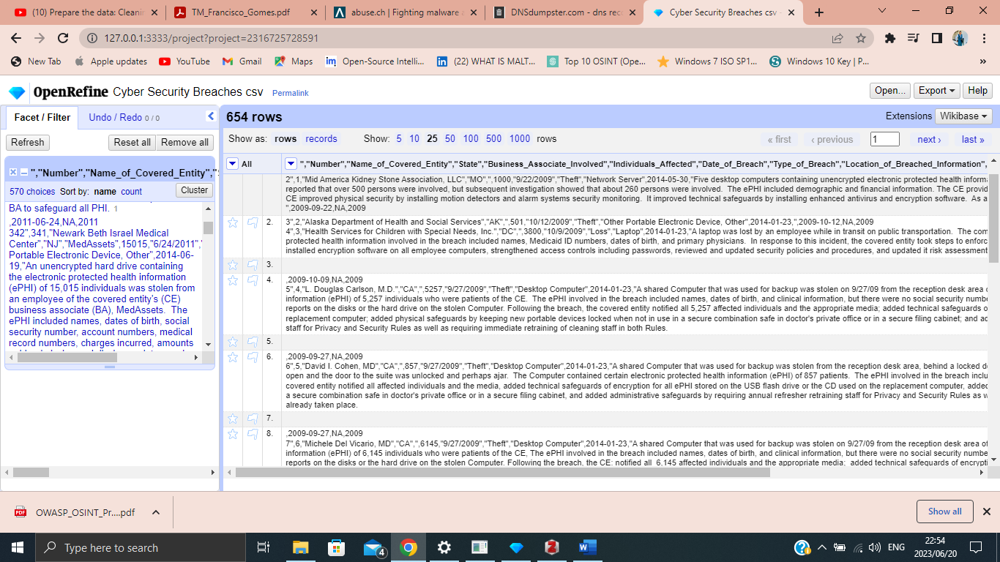 (10) Prepare the data: Cleani
TM_Francisco_Gomes.pdf
abuse.ch | Fighting malware a
DNSdumpster.com - dns rec
Cyber Security Breaches csv -
127.0.0.1:3333/project?project=2316725728591
New Tab
Apple updates
YouTube
Gmail
Maps
Open-Source Intelli...
(22) WHAT IS MALT...
Top 10 OSINT (Ope...
Windows 7 ISO SP1...
Windows 10 Key | P...
»
OpenRefine Cyber Security Breaches csv Permalink
Open... Export Help
Facet / Filter Undo / Redo 0 / 0
654 rows
Extensions Wikibase
Refresh Reset all Remove all
Show as: rows records Show: 5 10 25 50 100 500 1000 rows
« first ‹ previous 1 next › last »
","Number","Name_of_Covered_Entity","S
570 choices Sort by: name count Cluster
BA to safeguard all PHI. 1
,2011-06-24,NA,2011
342",341,"Newark Beth Israel Medical
Center","NJ","MedAssets",15015,"6/24/2011","
Portable Electronic Device, Other",2014-06-
19,"An unencrypted hard drive containing
the electronic protected health information
(ePHI) of 15,015 individuals was stolen from
an employee of the covered entity's (CE)
business associate (BA), MedAssets. The
ePHI included names, dates of birth, social
security number, account numbers, medical
record numbers, charges incurred, amounts
All ","Number","Name_of_Covered_Entity","State","Business_Associate_Involved","Individuals_Affected","Date_of_Breach","Type_of_Breach","Location_of_Breached_Information",
2",1,"Mid America Kidney Stone Association, LLC","MO",,1000,"9/22/2009","Theft","Network Server",2014-05-30,"Five desktop computers containing unencrypted electronic protected health informa
reported that over 500 persons were involved, but subsequent investigation showed that about 260 persons were involved. The ePHI included demographic and financial information. The CE provid
CE improved physical security by installing motion detectors and alarm systems security monitoring. It improved technical safeguards by installing enhanced antivirus and encryption software. As a
",2009-09-22,NA,2009
2. 3",2,"Alaska Department of Health and Social Services","AK",,501,"10/12/2009","Theft","Other Portable Electronic Device, Other",2014-01-23,,2009-10-12,NA,2009
4",3,"Health Services for Children with Special Needs, Inc.","DC",,3800,"10/9/2009","Loss","Laptop",2014-01-23,"A laptop was lost by an employee while in transit on public transportation. The com
protected health information involved in the breach included names, Medicaid ID numbers, dates of birth, and primary physicians. In response to this incident, the covered entity took steps to enforc
installed encryption software on all employee computers, strengthened access controls including passwords, reviewed and updated security policies and procedures, and updated it risk assessment
3.
4. ,2009-10-09,NA,2009
5",4,"L. Douglas Carlson, M.D.","CA",,5257,"9/27/2009","Theft","Desktop Computer",2014-01-23,"A shared Computer that was used for backup was stolen on 9/27/09 from the reception desk area o
information (ePHI) of 5,257 individuals who were patients of the CE. The ePHI involved in the breach included names, dates of birth, and clinical information, but there were no social security numbe
reports on the disks or the hard drive on the stolen Computer. Following the breach, the covered entity notified all 5,257 affected individuals and the appropriate media; added technical safeguards o
replacement computer; added physical safeguards by keeping new portable devices locked when not in use in a secure combination safe in doctor's private office or in a secure filing cabinet; and ad
staff for Privacy and Security Rules as well as requiring immediate retraining of cleaning staff in both Rules.
5.
6. ,2009-09-27,NA,2009
6",5,"David I. Cohen, MD","CA",,857,"9/27/2009","Theft","Desktop Computer",2014-01-23,"A shared Computer that was used for backup was stolen from the reception desk area, behind a locked d
open and the door to the suite was unlocked and perhaps ajar. The Computer contained certain electronic protected health information (ePHI) of 857 patients. The ePHI involved in the breach inclu
covered entity notified all affected individuals and the media, added technical safeguards of encryption for all ePHI stored on the USB flash drive or the CD used on the replacement computer, added
a secure combination safe in doctor's private office or in a secure filing cabinet, and added administrative safeguards by requiring annual refresher retraining staff for Privacy and Security Rules as w
already taken place.
7.
8. ,2009-09-27,NA,2009
7",6,"Michele Del Vicario, MD","CA",,6145,"9/27/2009","Theft","Desktop Computer",2014-01-23,"A shared Computer that was used for backup was stolen on 9/27/09 from the reception desk area of
information (ePHI) of 6,145 individuals who were patients of the CE, The ePHI involved in the breach included names, dates of birth, and clinical information, but there were no social security numbe
reports on the disks or the hard drive on the stolen Computer. Following the breach, the CE: notified all 6,145 affected individuals and the appropriate media; added technical safeguards of encrypti
OWASP_OSINT_Pr....pdf
Show all
Type here to search
4
ENG
22:54
2023/06/20